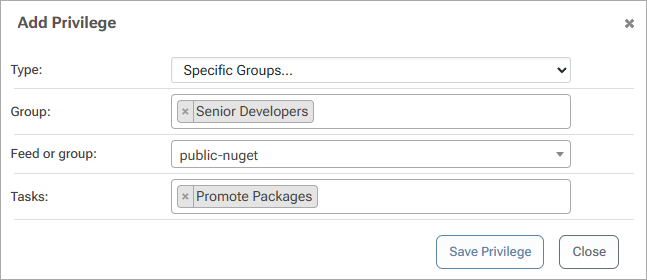 Add Privilege ×
Type: Specific Groups...
Group: × Senior Developers
Feed or group: public-nuget
Tasks: × Promote Packages
Save Privilege Close